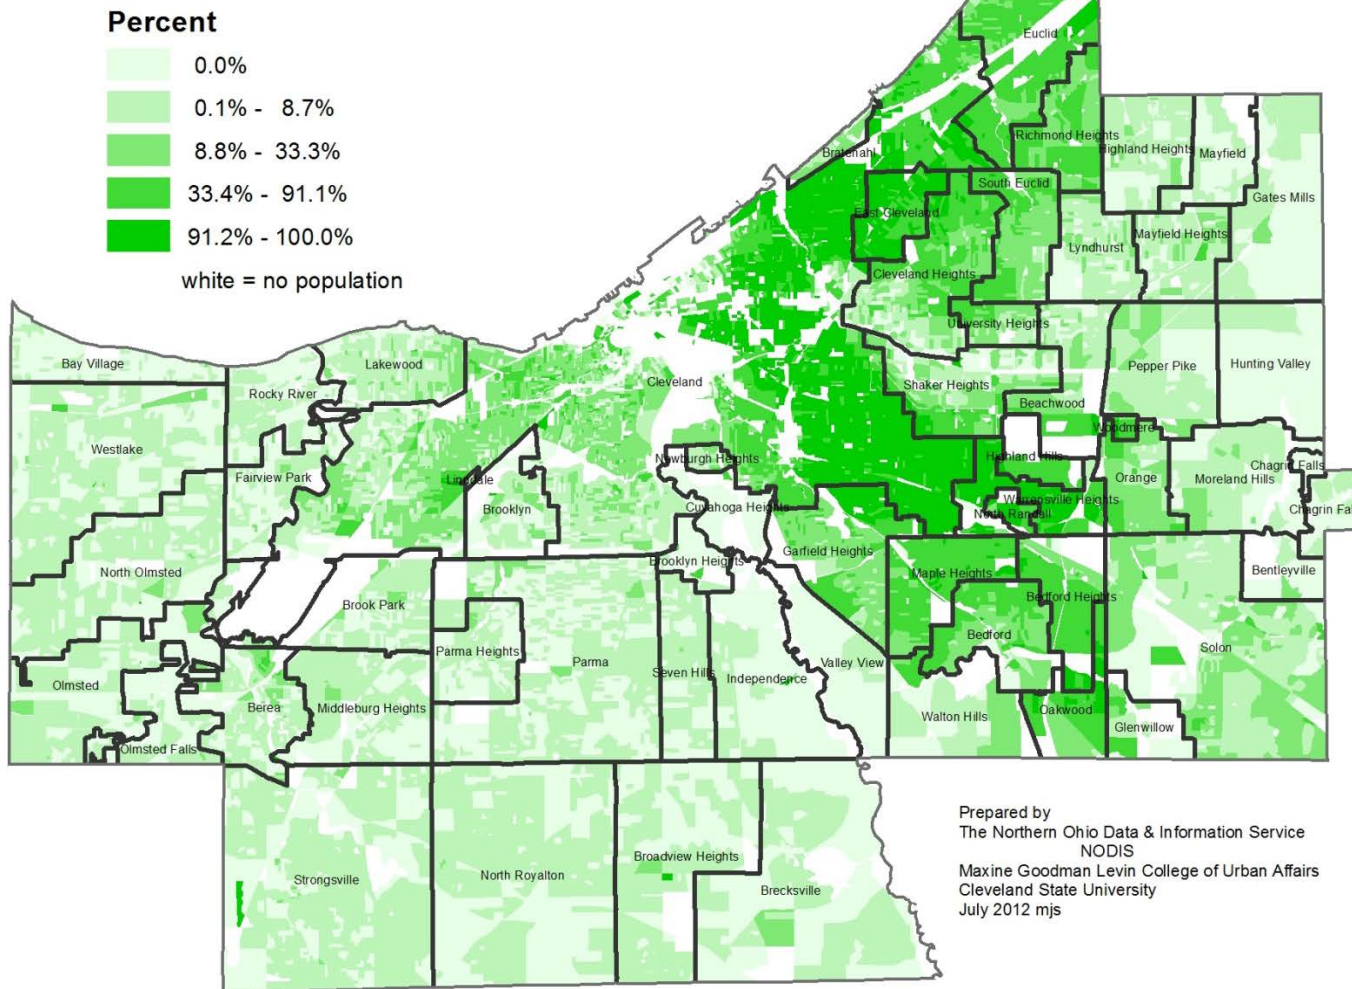 Percent
0.0%
0.1% - 8.7%
8.8% - 33.3%
33.4% - 91.1%
91.2% - 100.0%
white = no population
Euclid
Richmond Heights
Highland Heights
Mayfield
Bratenahl
South Euclid
Gates Mills
East Cleveland
Lyndhurst
Mayfield Heights
Cleveland Heights
University Heights
Bay Village
Lakewood
Rocky River
Cleveland
Shaker Heights
Pepper Pike
Hunting Valley
Beachwood
Woodmere
Westlake
Fairview Park
Newburgh Heights
Highland Hills
Orange
Chagrin Falls
Moreland Hills
Linndale
Brooklyn
Cuyahoga Heights
Warrensville Heights
North Randall
Chagrin Fal
Garfield Heights
North Olmsted
Brooklyn Heights
Maple Heights
Bentleyville
Brook Park
Bedford Heights
Bedford
Parma Heights
Parma
Seven Hills
Independence
Valley View
Solon
Olmsted
Berea
Middleburg Heights
Walton Hills
Oakwood
Glenwillow
Olmsted Falls
Strongsville
North Royalton
Broadview Heights
Brecksville
Prepared by
The Northern Ohio Data & Information Service
NODIS
Maxine Goodman Levin College of Urban Affairs
Cleveland State University
July 2012 mjs